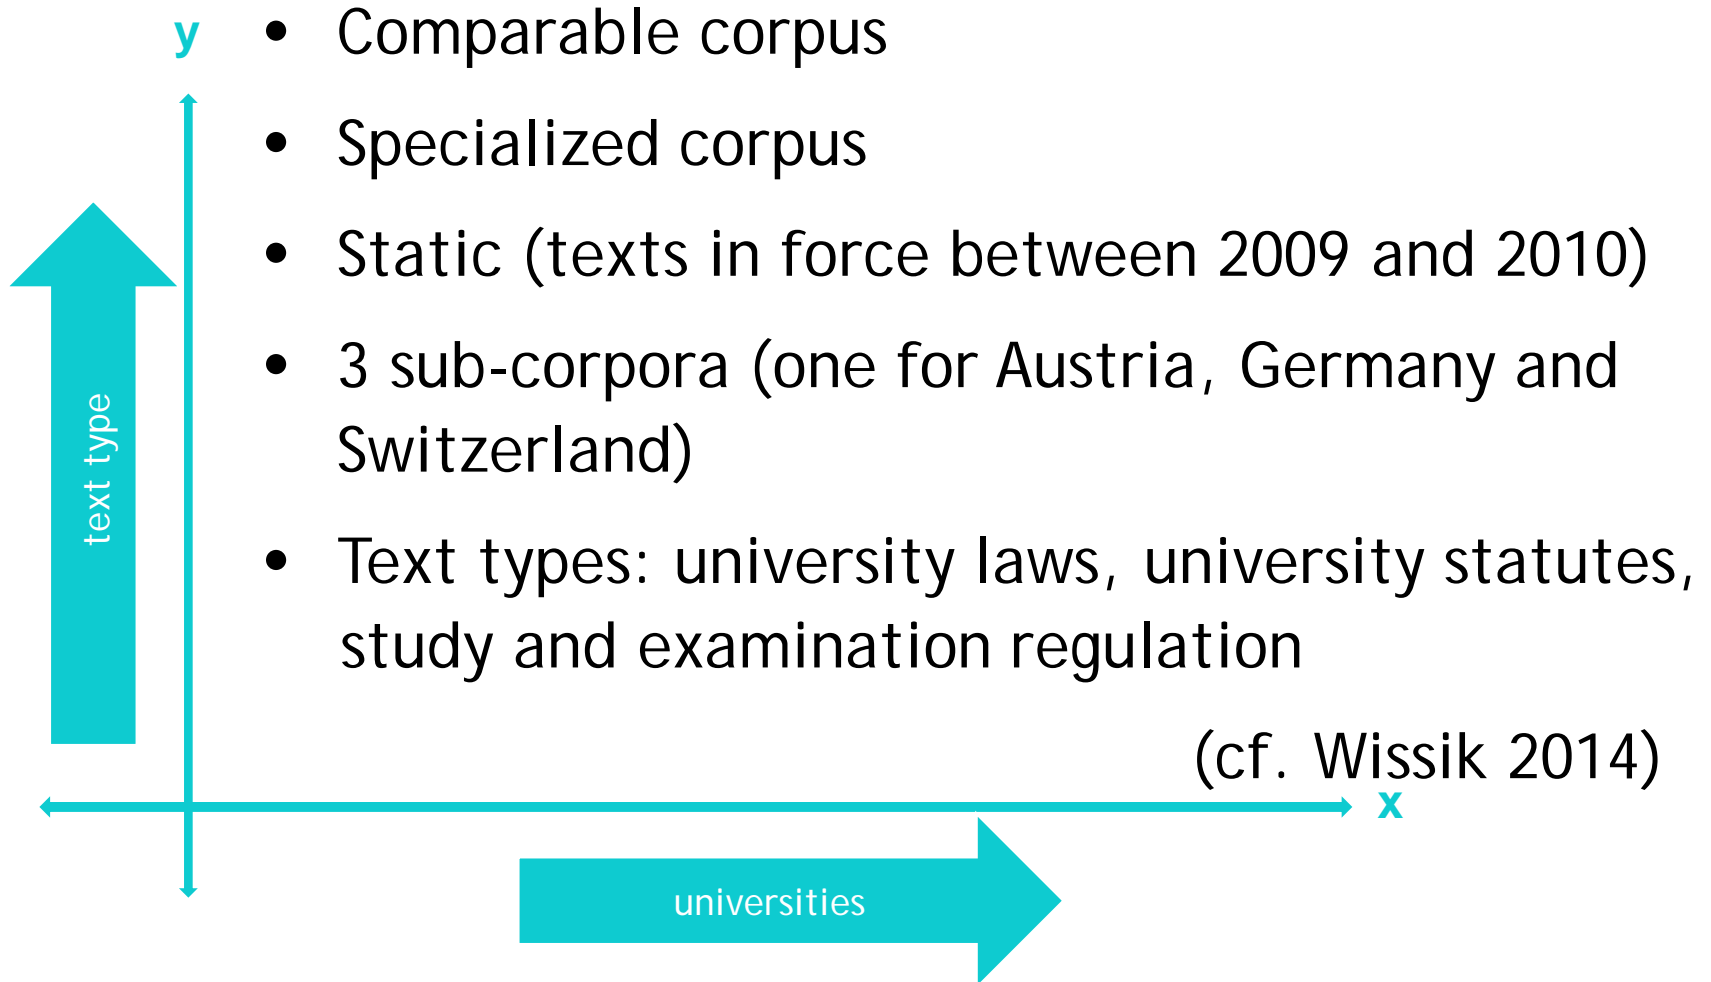 y
• Comparable corpus
• Specialized corpus
• Static (texts in force between 2009 and 2010)
• 3 sub-corpora (one for Austria, Germany and
Switzerland)
• Text types: university laws, university statutes,
study and examination regulation
(cf. Wissik 2014)
text type
x
universities